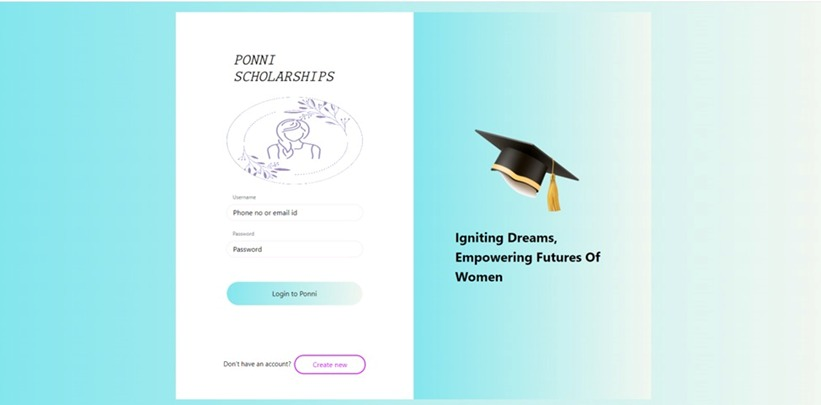 PONNI
SCHOLARSHIPS
Username
Phone no or email id
Password
Password
Login to Ponni
Don't have an account?
Create new
Igniting Dreams,
Empowering Futures Of
Women